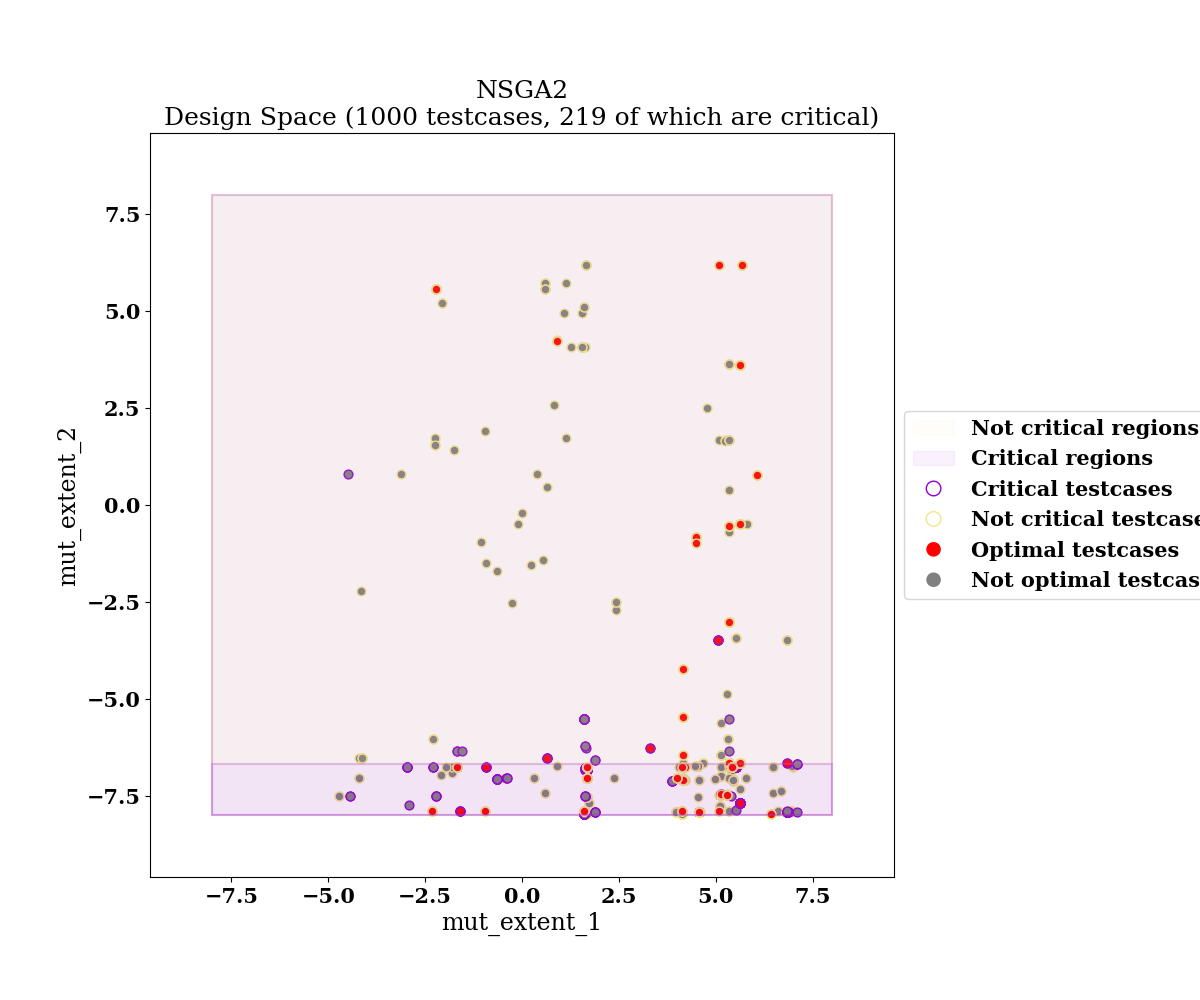 NSGA2
Design Space (1000 testcases, 219 of which are critical)
7.5
5.0
2.5
0.0
−2.5
−5.0
−7.5
mut_extent_2
−7.5 −5.0 −2.5 0.0 2.5 5.0 7.5
mut_extent_1
Not critical regions
Critical regions
Critical testcases
Not critical testcase
Optimal testcases
Not optimal testcas